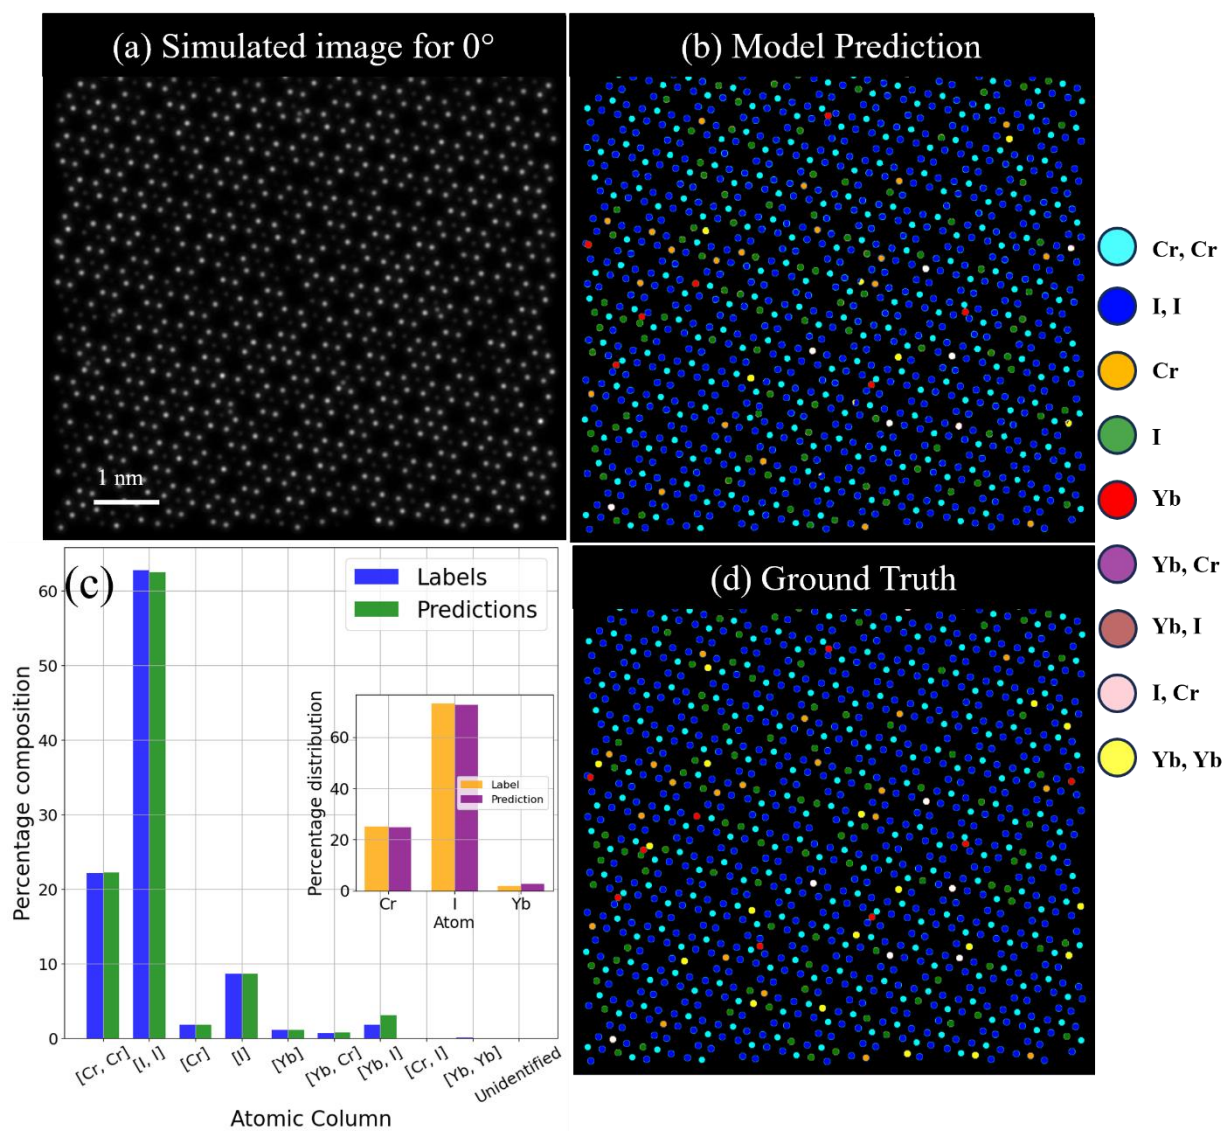 (a) Simulated image for 0°
1 nm
(b) Model Prediction
Cr, Cr
I, I
Cr
I
Yb
Yb, Cr
Yb, I
I, Cr
Yb, Yb
(c)
Labels
Predictions
Percentage composition
60
50
40
30
20
10
0
[Cr, Cr]
[I, I]
[Cr]
[I]
[Yb]
[Yb, Cr]
[Yb, I]
[Cr, I]
[Yb, Yb]
Unidentified
Atomic Column
Percentage distribution
60
40
20
0
Label
Prediction
Cr
I
Yb
Atom
(d) Ground Truth